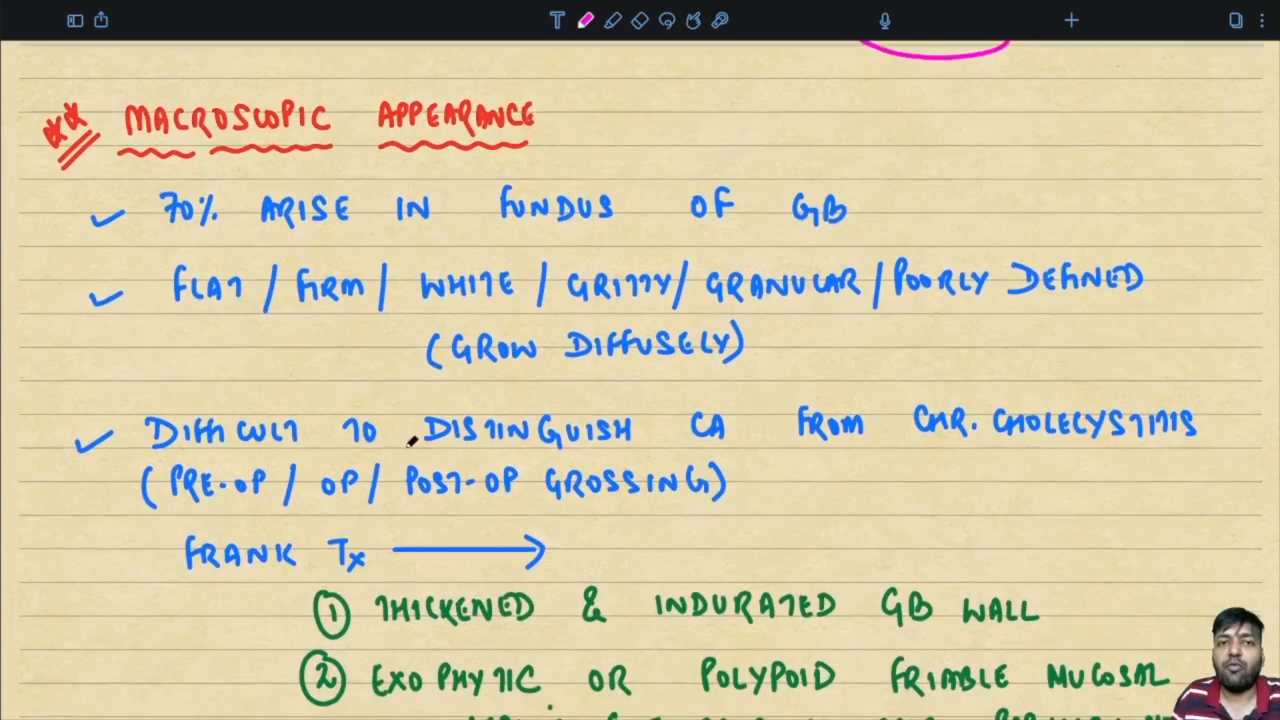 MACROSCOPIC APPEARANCE
70% ARISE IN FUNDUS OF GB
FLAT / FIRM / WHITE / GRITTY / GRANULAR / POORLY DEFINED
(GROW DIFFUSELY)
DIFFICULT TO DISTINGUISH CA FROM CHR. CHOLECYSTITIS
(PRE-OP / OP / POST-OP GROSSING)
FRANK Tx →
① THICKENED & INDURATED GB WALL
② EXOPHYTIC OR POLYPOID FRIABLE MUCOSAL